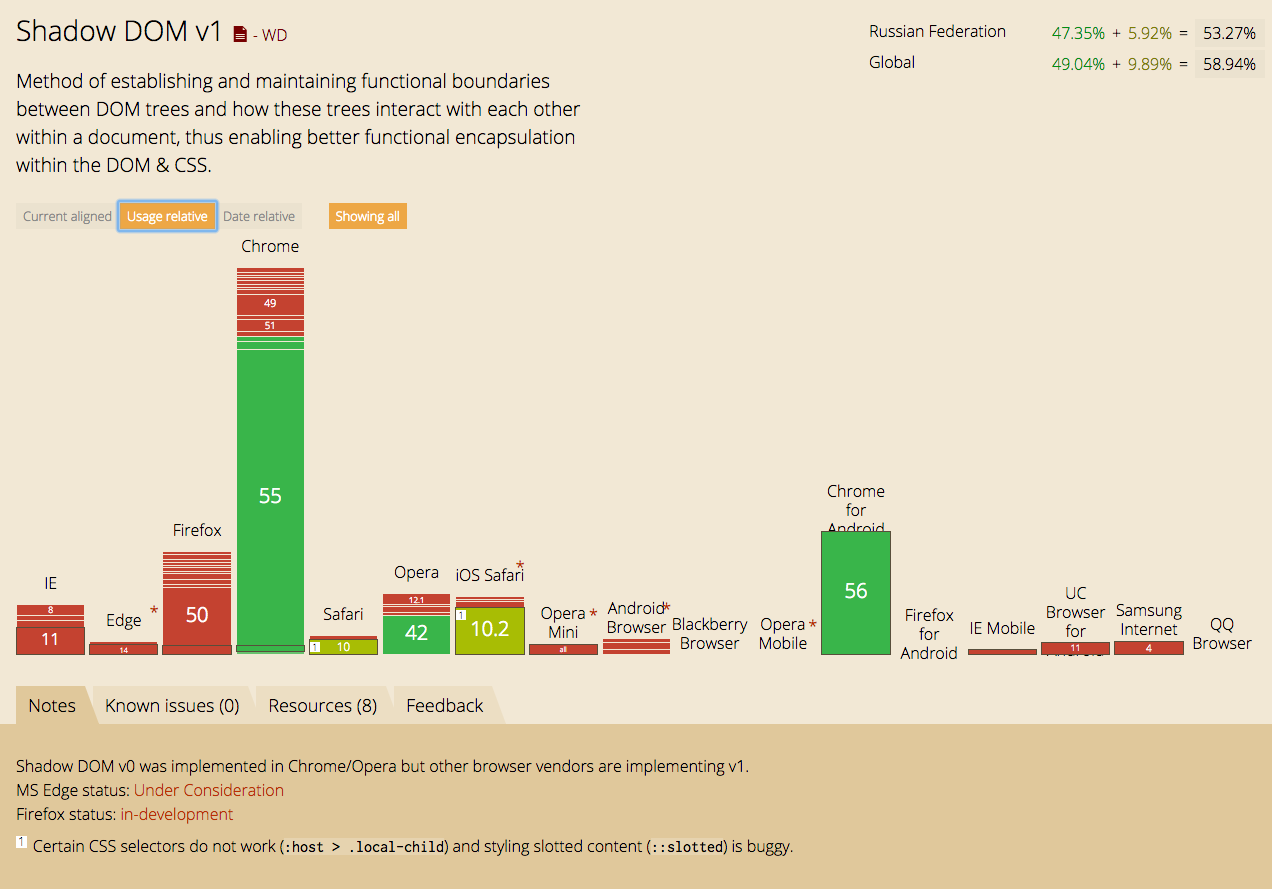 Shadow DOM v1 - WD
Russian Federation 47.35% + 5.92% = 53.27%
Global 49.04% + 9.89% = 58.94%
Method of establishing and maintaining functional boundaries
between DOM trees and how these trees interact with each other
within a document, thus enabling better functional encapsulation
within the DOM & CSS.
Current aligned Usage relative Date relative Showing all
Chrome
49
51
55
Chrome
for
Android
56
Firefox
50
IE
8
11
Edge *
14
Safari
1 10
Opera
12.1
42
iOS Safari *
1 10.2
Opera *
Mini
all
Android *
Browser
Blackberry
Browser
Opera *
Mobile
Firefox
for
Android
IE Mobile
UC
Browser
for
Android
11
Samsung
Internet
4
QQ
Browser
Notes Known issues (0) Resources (8) Feedback
Shadow DOM v0 was implemented in Chrome/Opera but other browser vendors are implementing v1.
MS Edge status: Under Consideration
Firefox status: in-development
1 Certain CSS selectors do not work (:host > .local-child) and styling slotted content (::slotted) is buggy.